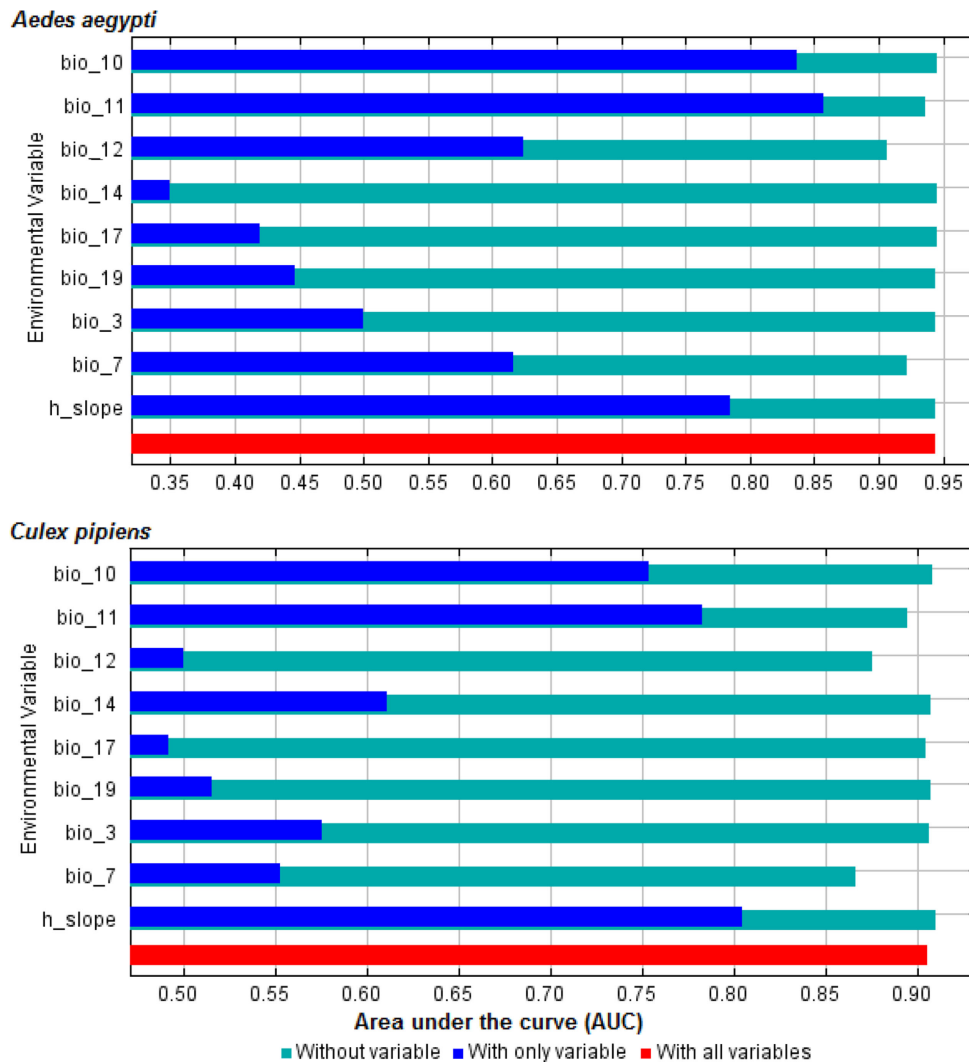 Aedes aegypti
Environmental Variable
bio_10
bio_11
bio_12
bio_14
bio_17
bio_19
bio_3
bio_7
h_slope
0.35 0.40 0.45 0.50 0.55 0.60 0.65 0.70 0.75 0.80 0.85 0.90 0.95
Culex pipiens
Environmental Variable
bio_10
bio_11
bio_12
bio_14
bio_17
bio_19
bio_3
bio_7
h_slope
0.50 0.55 0.60 0.65 0.70 0.75 0.80 0.85 0.90
Area under the curve (AUC)
Without variable With only variable With all variables